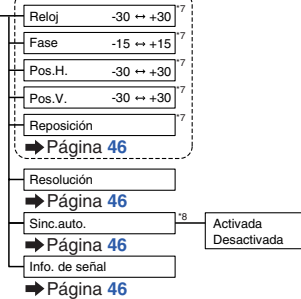 Reloj -30 ↔ +30 *7
Fase -15 ↔ +15 *7
Pos.H. -30 ↔ +30 *7
Pos.V. -30 ↔ +30 *7
Reposición *7
➡ Página 46
Resolución
➡ Página 46
Sinc.auto. *8 Activada
Desactivada
➡ Página 46
Info. de señal
➡ Página 46